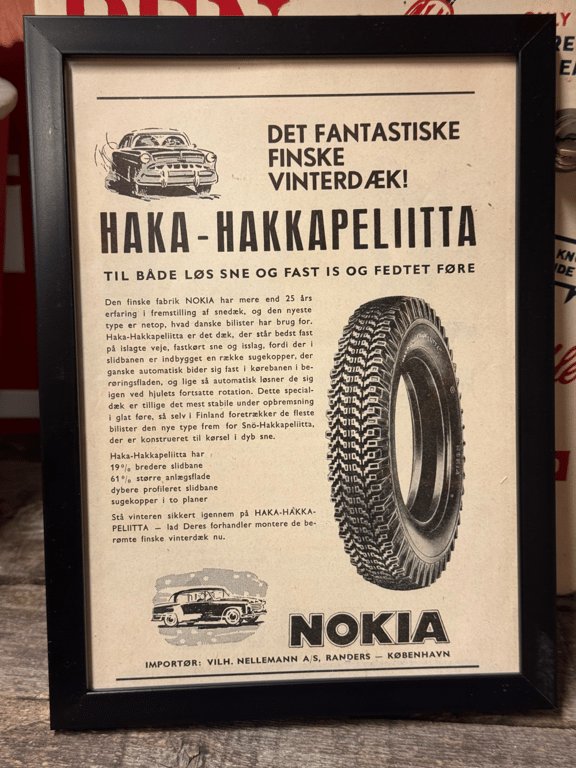 DET FANTASTISKE
FINSKE
VINTERDÆK!
HAKA-HAKKAPELIITTA
TIL BÅDE LØS SNE OG FAST IS OG FEDTET FØRE
Den finske fabrik NOKIA har mere end 25 års
erfaring i fremstilling af snedæk, og den nyeste
type er netop, hvad danske bilister har brug for.
Haka-Hakkapeliitta er det dæk, der står bedst fast
på islagte veje, fastkørt sne og isslag, fordi der i
slidbanen er indbygget en række sugekopper, der
ganske automatisk bider sig fast i kørebanen i be-
røringsfladen, og lige så automatisk løsner de sig
igen ved hjulets fortsatte rotation. Dette special-
dæk er tillige det mest stabile under opbremsning
i glat føre, så selv i Finland foretrækker de fleste
bilister den nye type frem for Snö-Hakkapeliitta,
der er konstrueret til kørsel i dyb sne.
Haka-Hakkapeliitta har
19% bredere slidbane
61% større anlægsflade
dybere profileret slidbane
sugekopper i to planer
Stå vinteren sikkert igennem på HAKA-HAKKA-
PELIITTA — lad Deres forhandler montere de be-
rømte finske vinterdæk nu.
NOKIA
IMPORTØR: VILH. NELLEMANN A/S, RANDERS — KØBENHAVN
ONLY